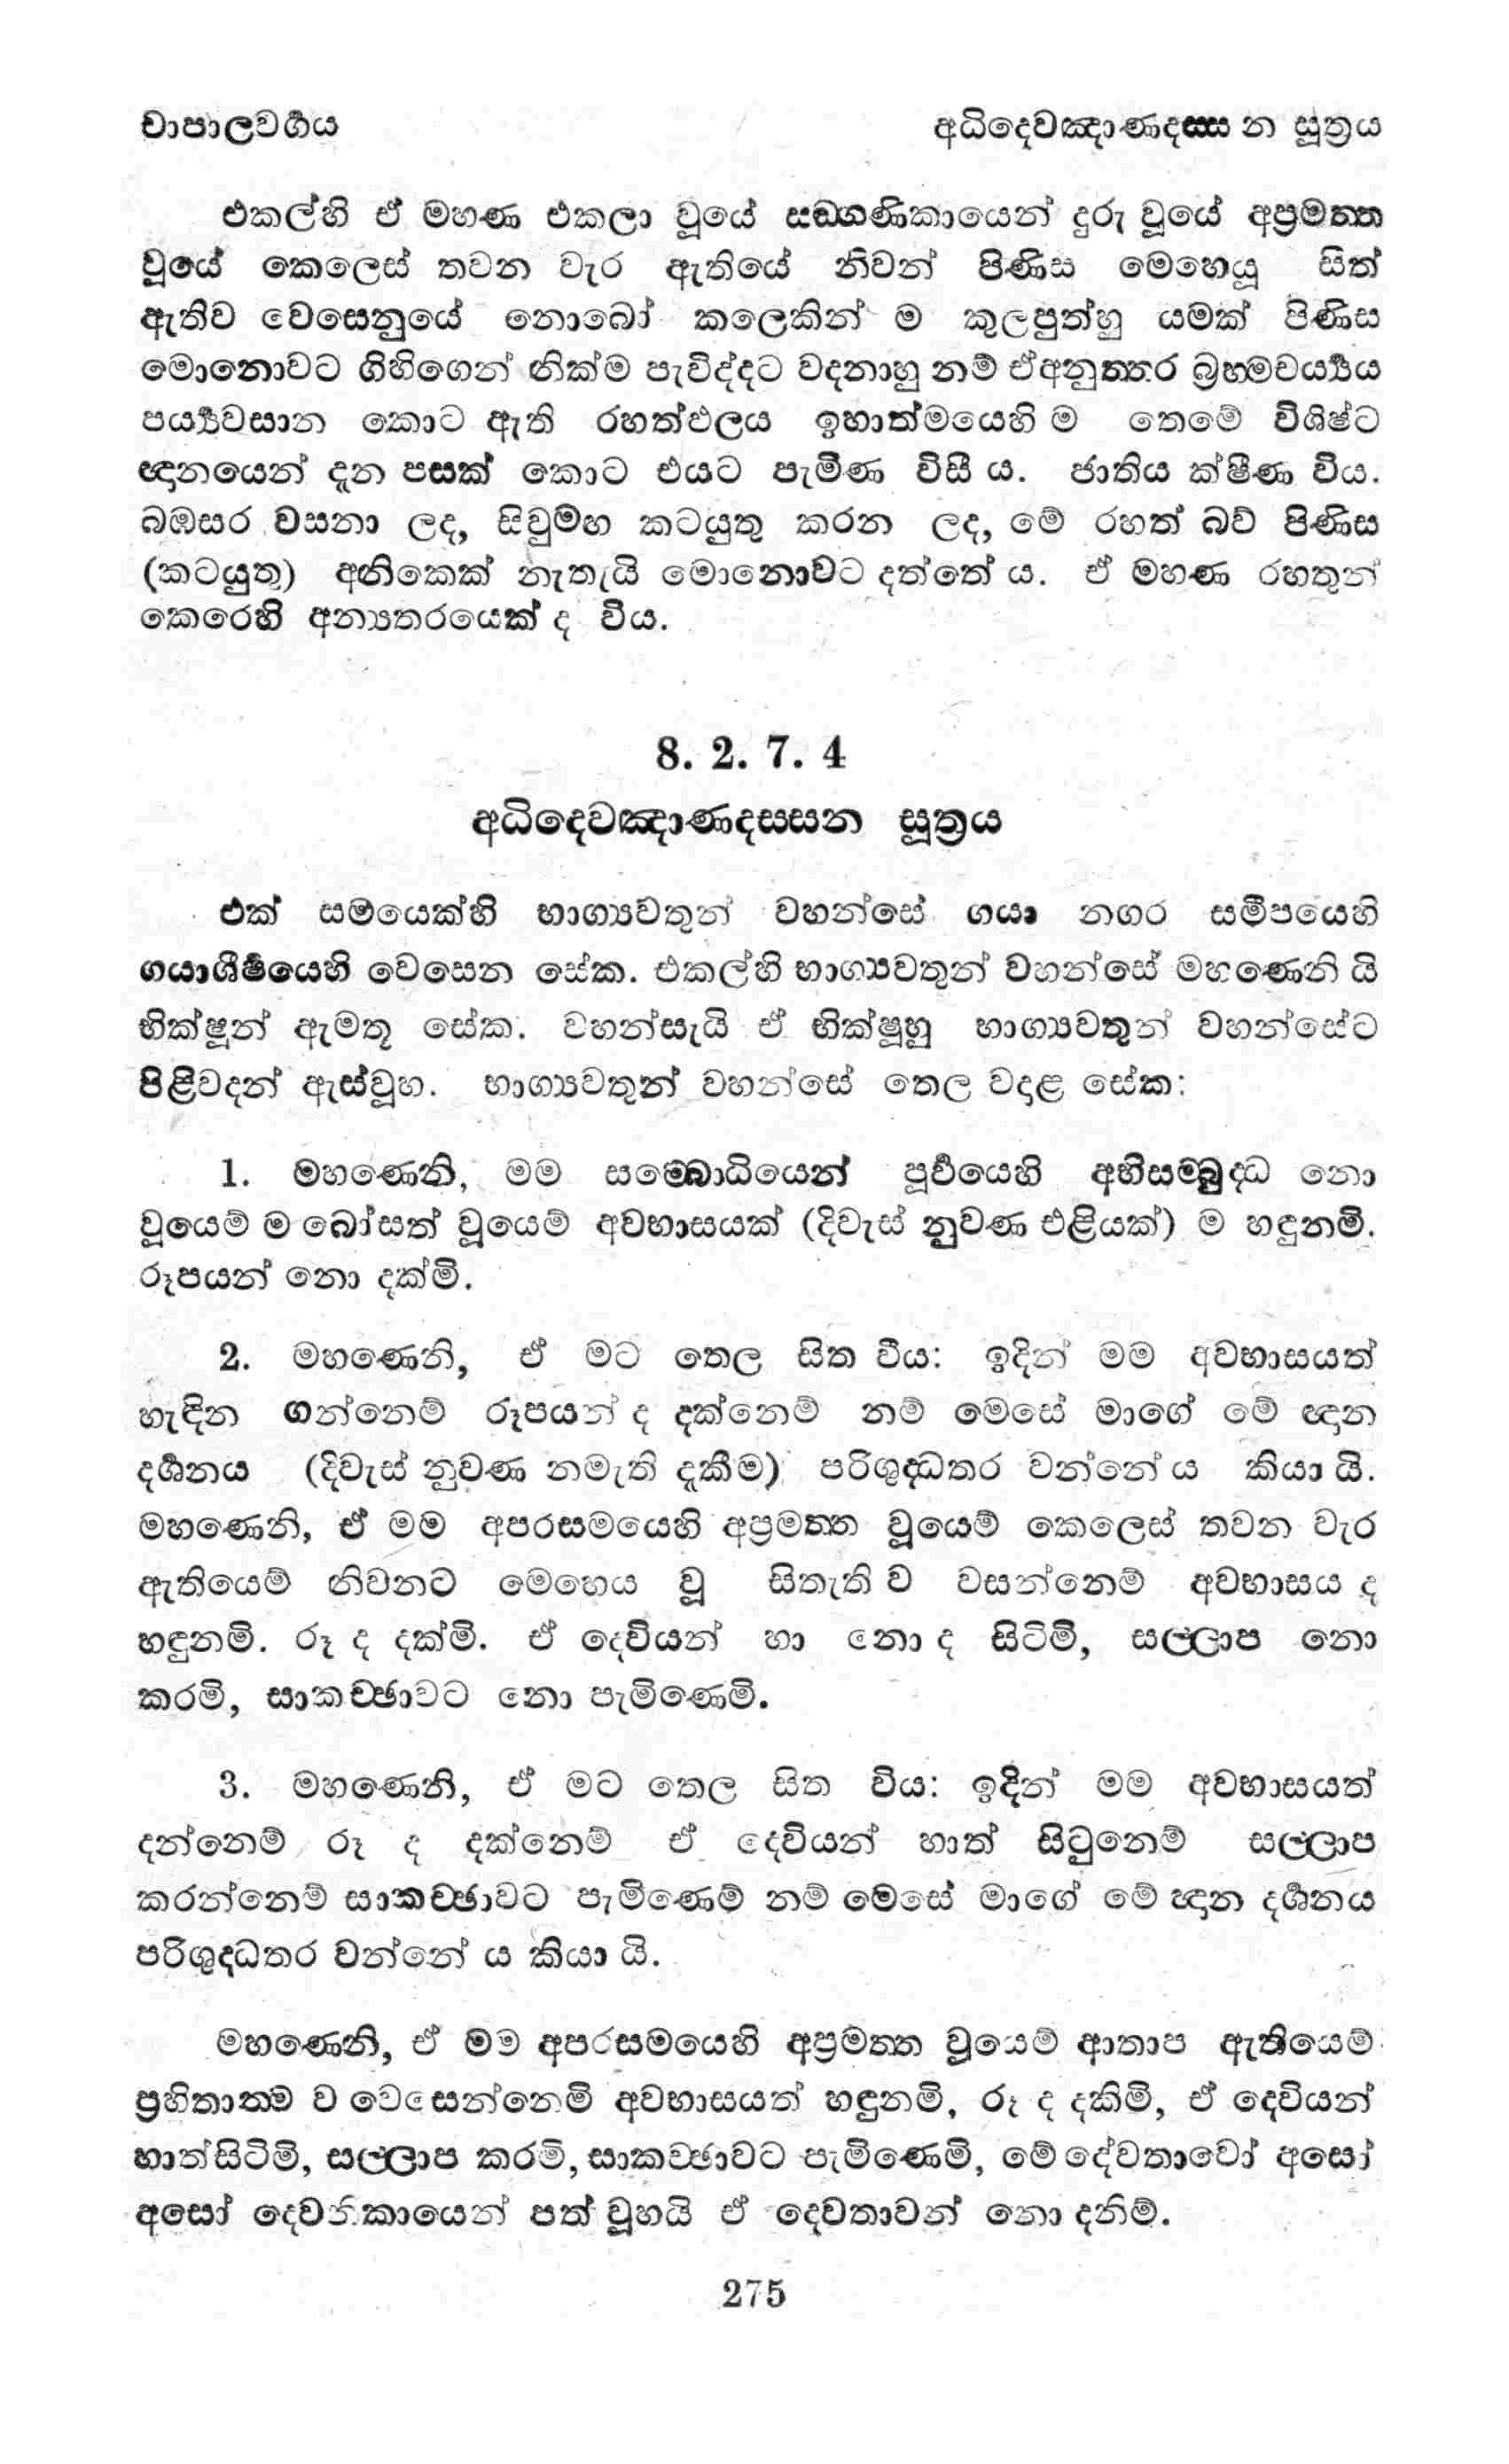 චාපාලවර්‍ගය අධිදෙවඤාණදස්සන සූත්‍රය
එකල්හි ඒ මහණ එකලා වූයේ සඞ්ගණිකායෙන් දුරු වූයේ අප්‍රමත්ත
වූයේ කෙලෙස් තවන වැර ඇතියේ නිවන් පිණිස මෙහෙයූ සිත්
ඇතිව වෙසෙනුයේ නොබෝ කලෙකින් ම කුලපුත්හු යමක් පිණිස
මොනොවට ගිහිගෙන් නික්ම පැවිද්දට වදනාහු නම් ඒඅනුත්තර බ්‍රහ්මචර්‍ය්‍යය
පර්‍ය්‍යවසාන කොට ඇති රහත්ඵලය ඉහාත්මයෙහි ම තෙමේ විශිෂ්ට
ඥානයෙන් දැන පසක් කොට එයට පැමිණ විසී ය. ජාතිය ක්ෂීණ විය.
බඹසර වසනා ලද, සිවුමඟ කටයුතු කරන ලද, මේ රහත් බව් පිණිස
(කටයුතු) අනිකෙක් නැතැයි මොනොවට දත්තේ ය. ඒ මහණ රහතුන්
කෙරෙහි අන්‍යතරයෙක් ද විය.
8. 2. 7. 4
අධිදෙවඤාණදස්සන සූත්‍රය
එක් සමයෙක්හි භාග්‍යවතුන් වහන්සේ ගයා නගර සමීපයෙහි
ගයාශීර්‍ෂයෙහි වෙසෙන සේක. එකල්හි භාග්‍යවතුන් වහන්සේ මහණෙනි යි
භික්ෂූන් ඇමතූ සේක. වහන්සැයි ඒ භික්ෂූහු භාග්‍යවතුන් වහන්සේට
පිළිවදන් ඇස්වූහ. භාග්‍යවතුන් වහන්සේ තෙල වදාළ සේක:
1. මහණෙනි, මම සම්බොධියෙන් පූර්‍වයෙහි අභිසම්බුද්ධ නො
වූයෙම් ම බෝසත් වූයෙම් අවභාසයක් (දිවැස් නුවණ එළියක්) ම හඳුනමි.
රූපයන් නො දක්මි.
2. මහණෙනි, ඒ මට තෙල සිත විය: ඉදින් මම අවභාසයත්
හැඳින ගන්නෙම් රූපයන් ද දක්නෙම් නම් මෙසේ මාගේ මේ ඥාන
දර්‍ශනය (දිවැස් නුවණ නමැති දැකීම) පරිශුද්ධතර වන්නේ ය කියා යි.
මහණෙනි, ඒ මම අපරසමයෙහි අප්‍රමත්ත වූයෙම් කෙලෙස් තවන වැර
ඇතියෙම් නිවනට මෙහෙය වූ සිතැති ව වසන්නෙම් අවභාසය ද
හඳුනමි. රූ ද දක්මි. ඒ දෙවියන් හා නො ද සිටිමි, සල්ලාප නො
කරමි, සාකච්ඡාවට නො පැමිණෙමි.
3. මහණෙනි, ඒ මට තෙල සිත විය: ඉදින් මම අවභාසයත්
දන්නෙම් රූ ද දක්නෙම් ඒ දෙවියන් හාත් සිටුනෙම් සල්ලාප
කරන්නෙම් සාකච්ඡාවට පැමිණෙම් නම් මෙසේ මාගේ මේ ඥාන දර්‍ශනය
පරිශුද්ධතර වන්නේ ය කියා යි.
මහණෙනි, ඒ මම අපරසමයෙහි අප්‍රමත්ත වූයෙම් ආතාප ඇතියෙම්
ප්‍රහිතාත්ම ව වෙසෙන්නෙමි අවභාසයත් හඳුනමි, රූ ද දකිමි, ඒ දෙවියන්
හාත්සිටිමි, සල්ලාප කරමි, සාකච්ඡාවට පැමිණෙමි, මේ දේවතාවෝ අසෝ
අසෝ දෙවනිකායෙන් පත් වූහයි ඒ දෙවතාවන් නො දනිම්.
275